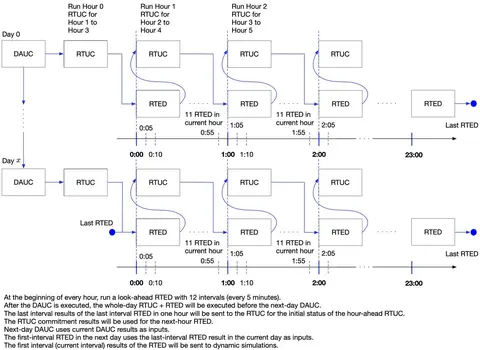 Run Hour 0
RTUC for
Hour 1 to
Hour 3
Run Hour 1
RTUC for
Hour 2 to
Hour 4
Run Hour 2
RTUC for
Hour 3 to
Hour 5
Day 0
DAUC
RTUC
RTUC
RTUC
RTUC
RTED
RTED
RTED
RTED
11 RTED in
current hour
11 RTED in
current hour
Last RTED
0:05
0:55
1:05
1:55
2:05
0:00
0:10
1:00
1:10
2:00
23:00
Day x
DAUC
RTUC
RTUC
RTUC
RTUC
Last RTED
RTED
RTED
RTED
RTED
11 RTED in
current hour
11 RTED in
current hour
Last RTED
0:05
0:55
1:05
1:55
2:05
0:00
0:10
1:00
1:10
2:00
23:00
At the beginning of every hour, run a look-ahead RTED with 12 intervals (every 5 minutes).
After the DAUC is executed, the whole-day RTUC + RTED will be executed before the next-day DAUC.
The last interval results of the last interval RTED in one hour will be sent to the RTUC for the initial status of the hour-ahead RTUC.
The RTUC commitment results will be used for the next-hour RTED.
Next-day DAUC uses current DAUC results as inputs.
The first-interval RTED in the next day uses the last-interval RTED result in the current day as inputs.
The first interval (current interval) results of the RTED will be sent to dynamic simulations.